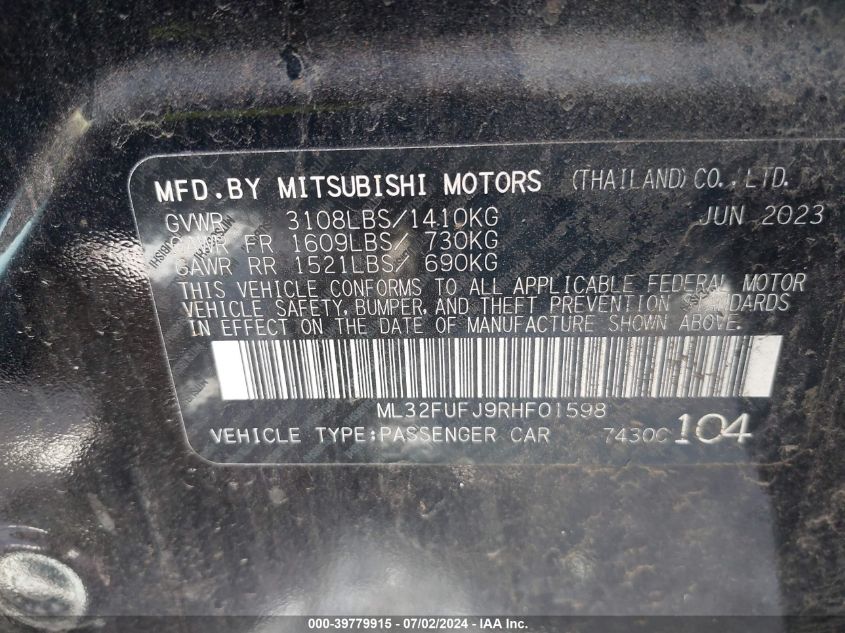 MFD.BY MITSUBISHI MOTORS (THAILAND) CO.,LTD.
GVWR 3108LBS/1410KG JUN 2023
GAWR FR 1609LBS/ 730KG
GAWR RR 1521LBS/ 690KG
THIS VEHICLE CONFORMS TO ALL APPLICABLE FEDERAL MOTOR
VEHICLE SAFETY, BUMPER, AND THEFT PREVENTION STANDARDS
IN EFFECT ON THE DATE OF MANUFACTURE SHOWN ABOVE.
ML32FUFJ9RHF01598
VEHICLE TYPE:PASSENGER CAR 7430C 104
000-39779915 - 07/02/2024 - IAA Inc.